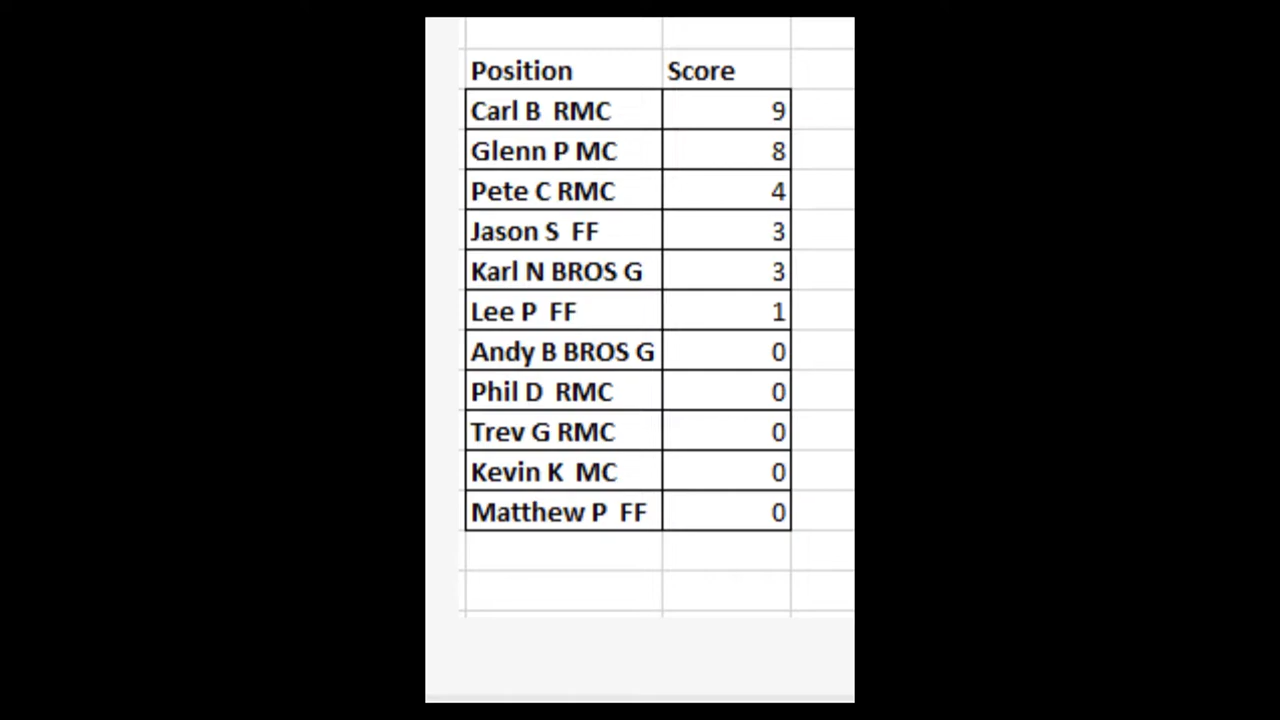 Position Score
Carl B  RMC 9
Glenn P MC 8
Pete C RMC 4
Jason S  FF 3
Karl N BROS G 3
Lee P  FF 1
Andy B BROS G 0
Phil D  RMC 0
Trev G RMC 0
Kevin K  MC 0
Matthew P  FF 0